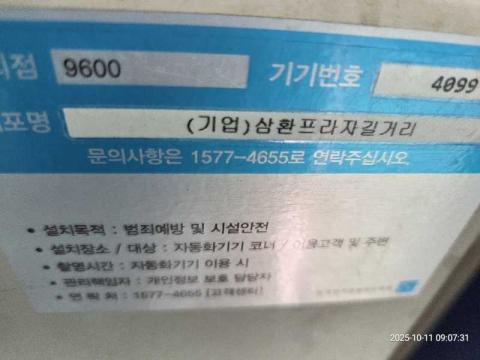 점 9600 기기번호 4099
포명 (기업)삼환프라자길거리
문의사항은 1577-4655로 연락주십시오.
• 설치목적 : 범죄예방 및 시설안전
• 설치장소 / 대상 : 자동화기기 코너 / 이용고객 및 주변
• 촬영시간 : 자동화기기 이용 시
• 관리책임자 : 개인정보 보호 담당자
• 연 락 처 : 1577-4655 (고객센터)
2025-10-11 09:07:31